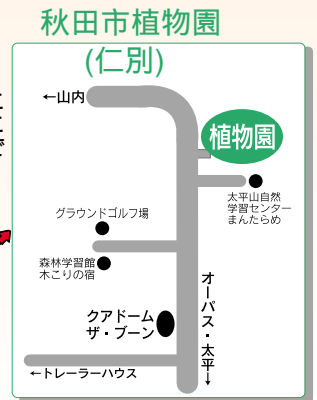 秋田市植物園
(仁別)
←山内
植物園
太平山自然
学習センター
まんたらめ
グラウンドゴルフ場
森林学習館
木こりの宿
クアドーム
ザ・ブーン
オーパス・太平→
←トレーラーハウス